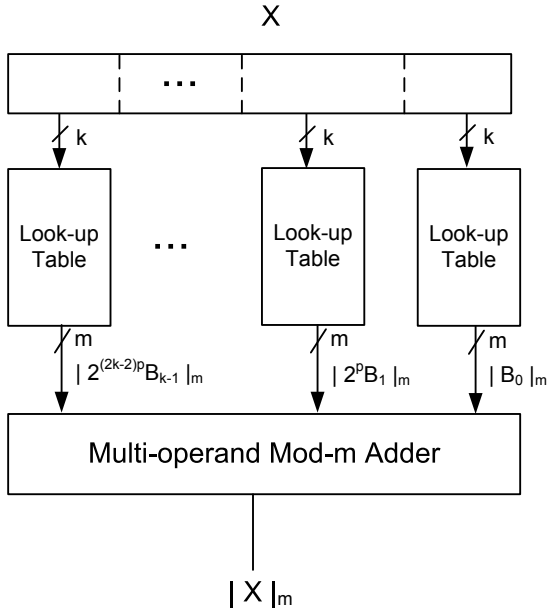 X
...
k k k
Look-up Table ... Look-up Table Look-up Table
m m m
| 2^(2k-2)p B_k-1 |_m | 2^p B_1 |_m | B_0 |_m
Multi-operand Mod-m Adder
| X |_m